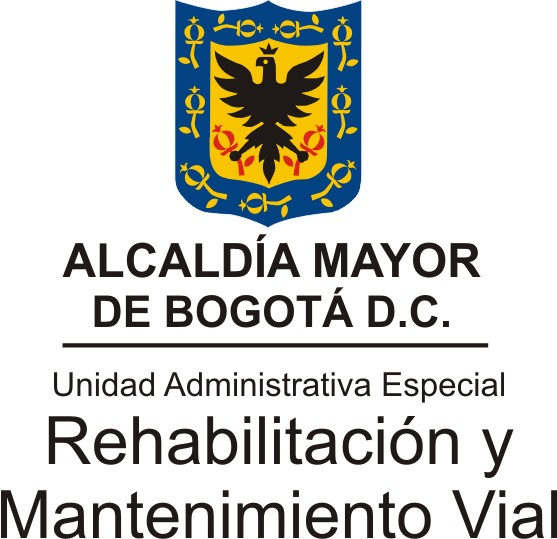 ALCALDÍA MAYOR
DE BOGOTÁ D.C.
Unidad Administrativa Especial
Rehabilitación y
Mantenimiento Vial